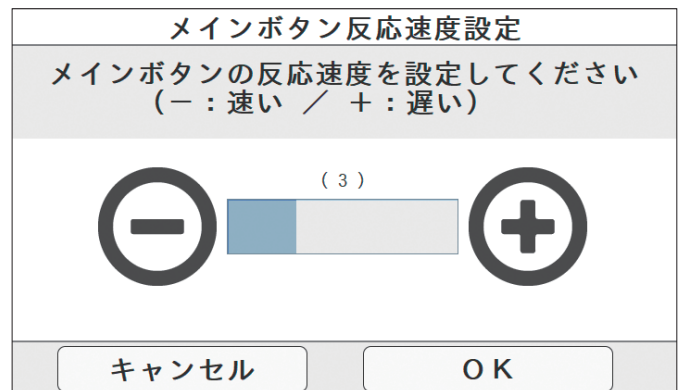 メインボタン反応速度設定
メインボタンの反応速度を設定してください
(－：速い ／ ＋：遅い)
(3)
キャンセル
OK